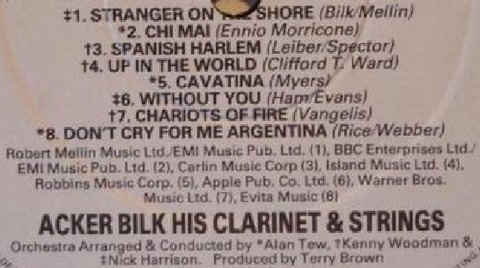 ‡1. STRANGER ON THE SHORE (Bilk/Mellin)
*2. CHI MAI (Ennio Morricone)
†3. SPANISH HARLEM (Leiber/Spector)
†4. UP IN THE WORLD (Clifford T. Ward)
*5. CAVATINA (Myers)
‡6. WITHOUT YOU (Ham/Evans)
†7. CHARIOTS OF FIRE (Vangelis)
*8. DON'T CRY FOR ME ARGENTINA (Rice/Webber)
Robert Mellin Music Ltd./EMI Music Pub. Ltd. (1), BBC Enterprises Ltd./
EMI Music Pub. Ltd. (2), Carlin Music Corp (3), Island Music Ltd. (4),
Robbins Music Corp. (5), Apple Pub. Co. Ltd. (6), Warner Bros.
Music Ltd. (7), Evita Music (8)
ACKER BILK HIS CLARINET & STRINGS
Orchestra Arranged & Conducted by *Alan Tew, †Kenny Woodman &
‡Nick Harrison. Produced by Terry Brown